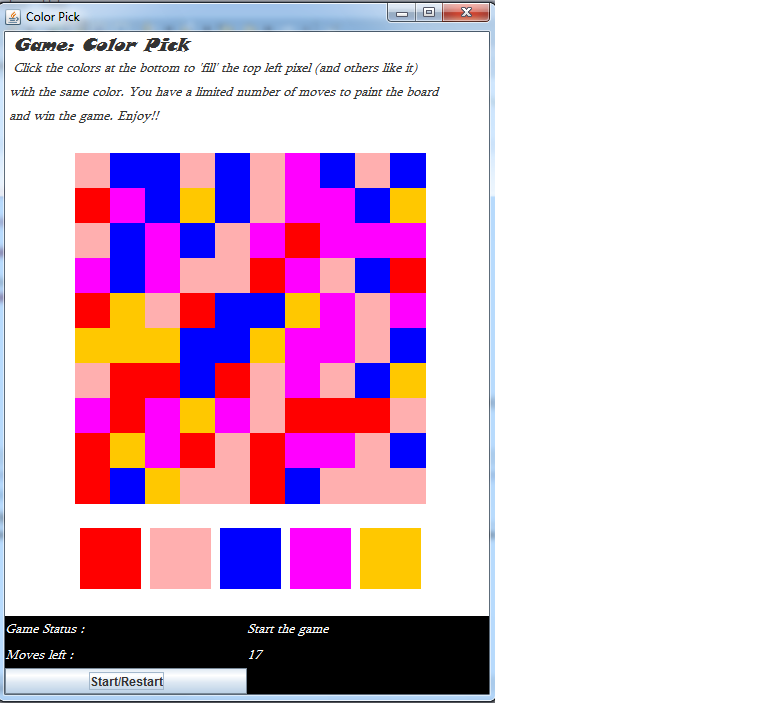 Color Pick
Game: Color Pick
Click the colors at the bottom to 'fill' the top left pixel (and others like it)
with the same color. You have a limited number of moves to paint the board
and win the game. Enjoy!!
Game Status : Start the game
Moves left : 17
Start/Restart